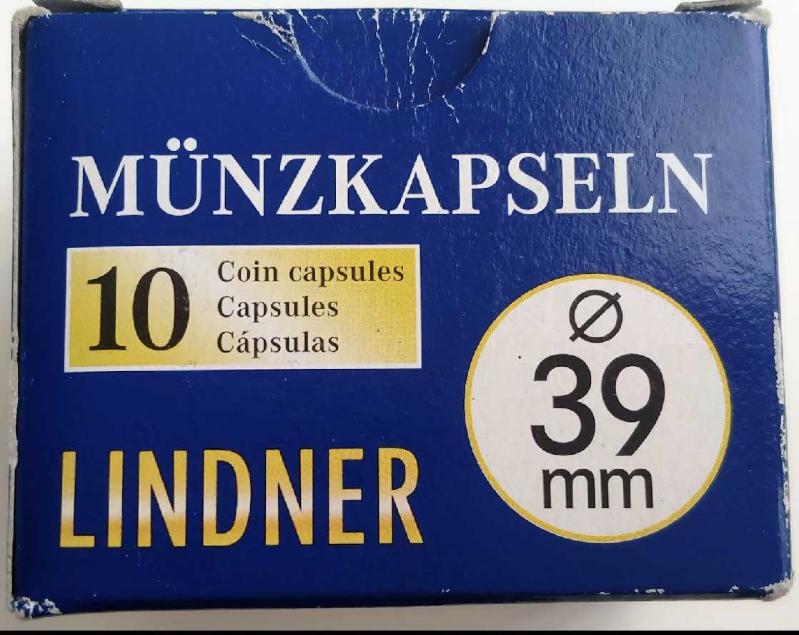 MÜNZKAPSELN
10
Coin capsules
Capsules
Cápsulas
Ø
39
mm
LINDNER